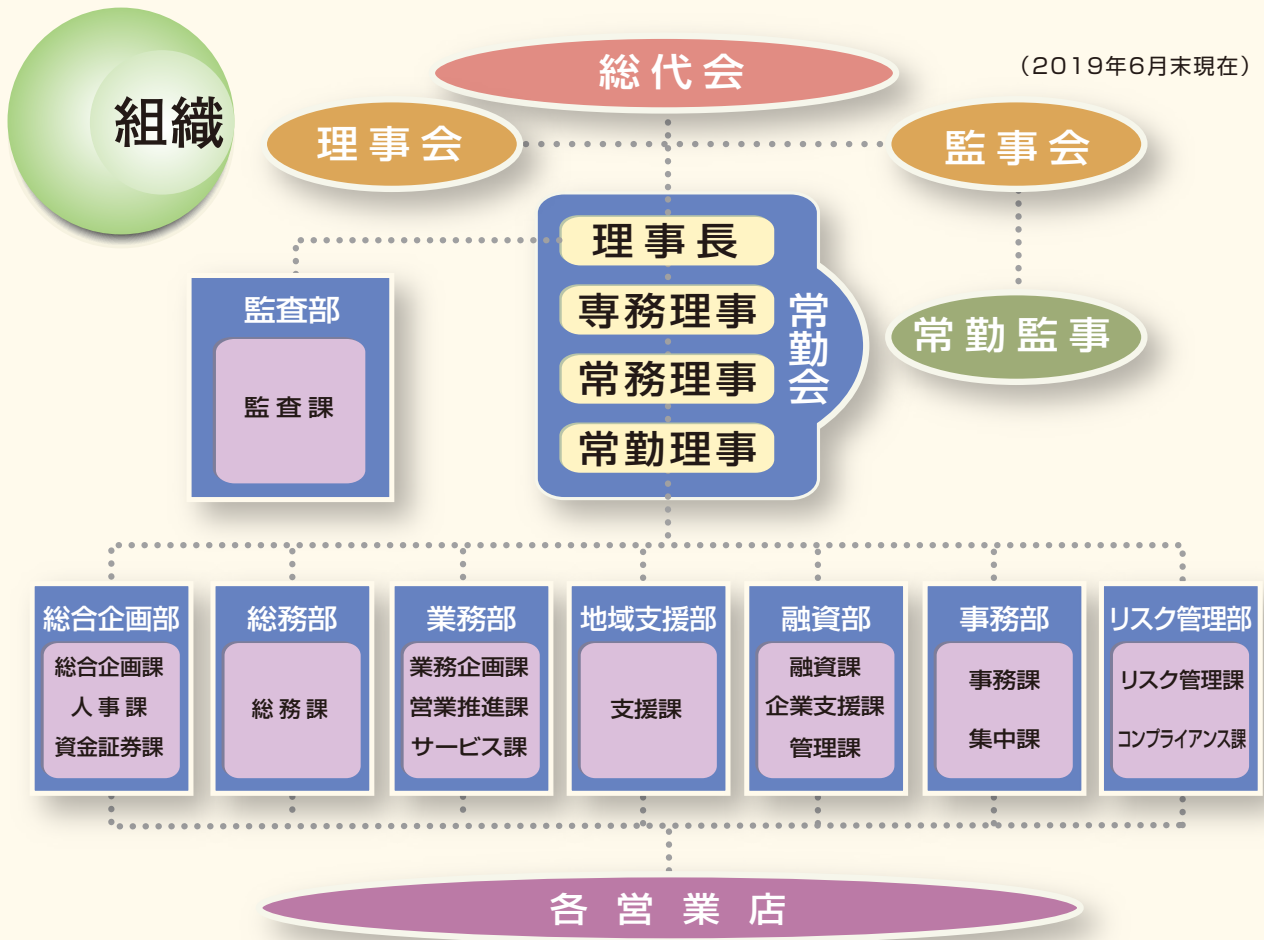 組織
(2019年6月末現在)
総代会
理事会
監事会
理事長
専務理事
常務理事
常勤理事
常勤会
常勤監事
監査部
監査課
総合企画部
総合企画課
人事課
資金証券課
総務部
総務課
業務部
業務企画課
営業推進課
サービス課
地域支援部
支援課
融資部
融資課
企業支援課
管理課
事務部
事務課
集中課
リスク管理部
リスク管理課
コンプライアンス課
各営業店